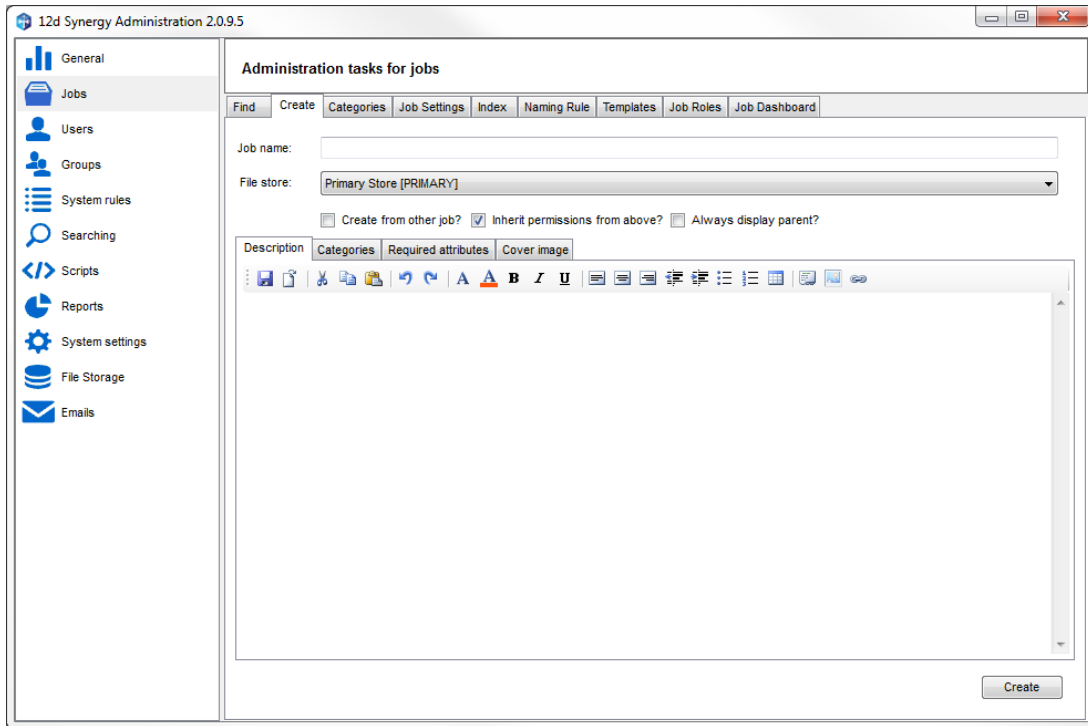 12d Synergy Administration 2.0.9.5
General
Jobs
Users
Groups
System rules
Searching
Scripts
Reports
System settings
File Storage
Emails
Administration tasks for jobs
Find Create Categories Job Settings Index Naming Rule Templates Job Roles Job Dashboard
Job name:
File store: Primary Store [PRIMARY]
Create from other job? Inherit permissions from above? Always display parent?
Description Categories Required attributes Cover image
A A B I U
Create